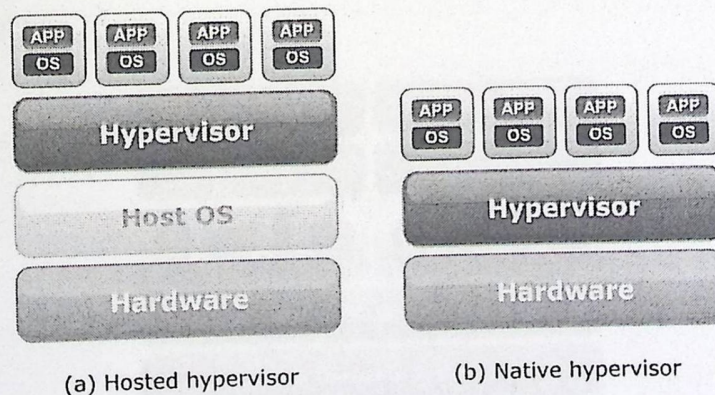 APP APP APP APP
OS OS OS OS
Hypervisor
Host OS
Hardware
(a) Hosted hypervisor
APP APP APP APP
OS OS OS OS
Hypervisor
Hardware
(b) Native hypervisor